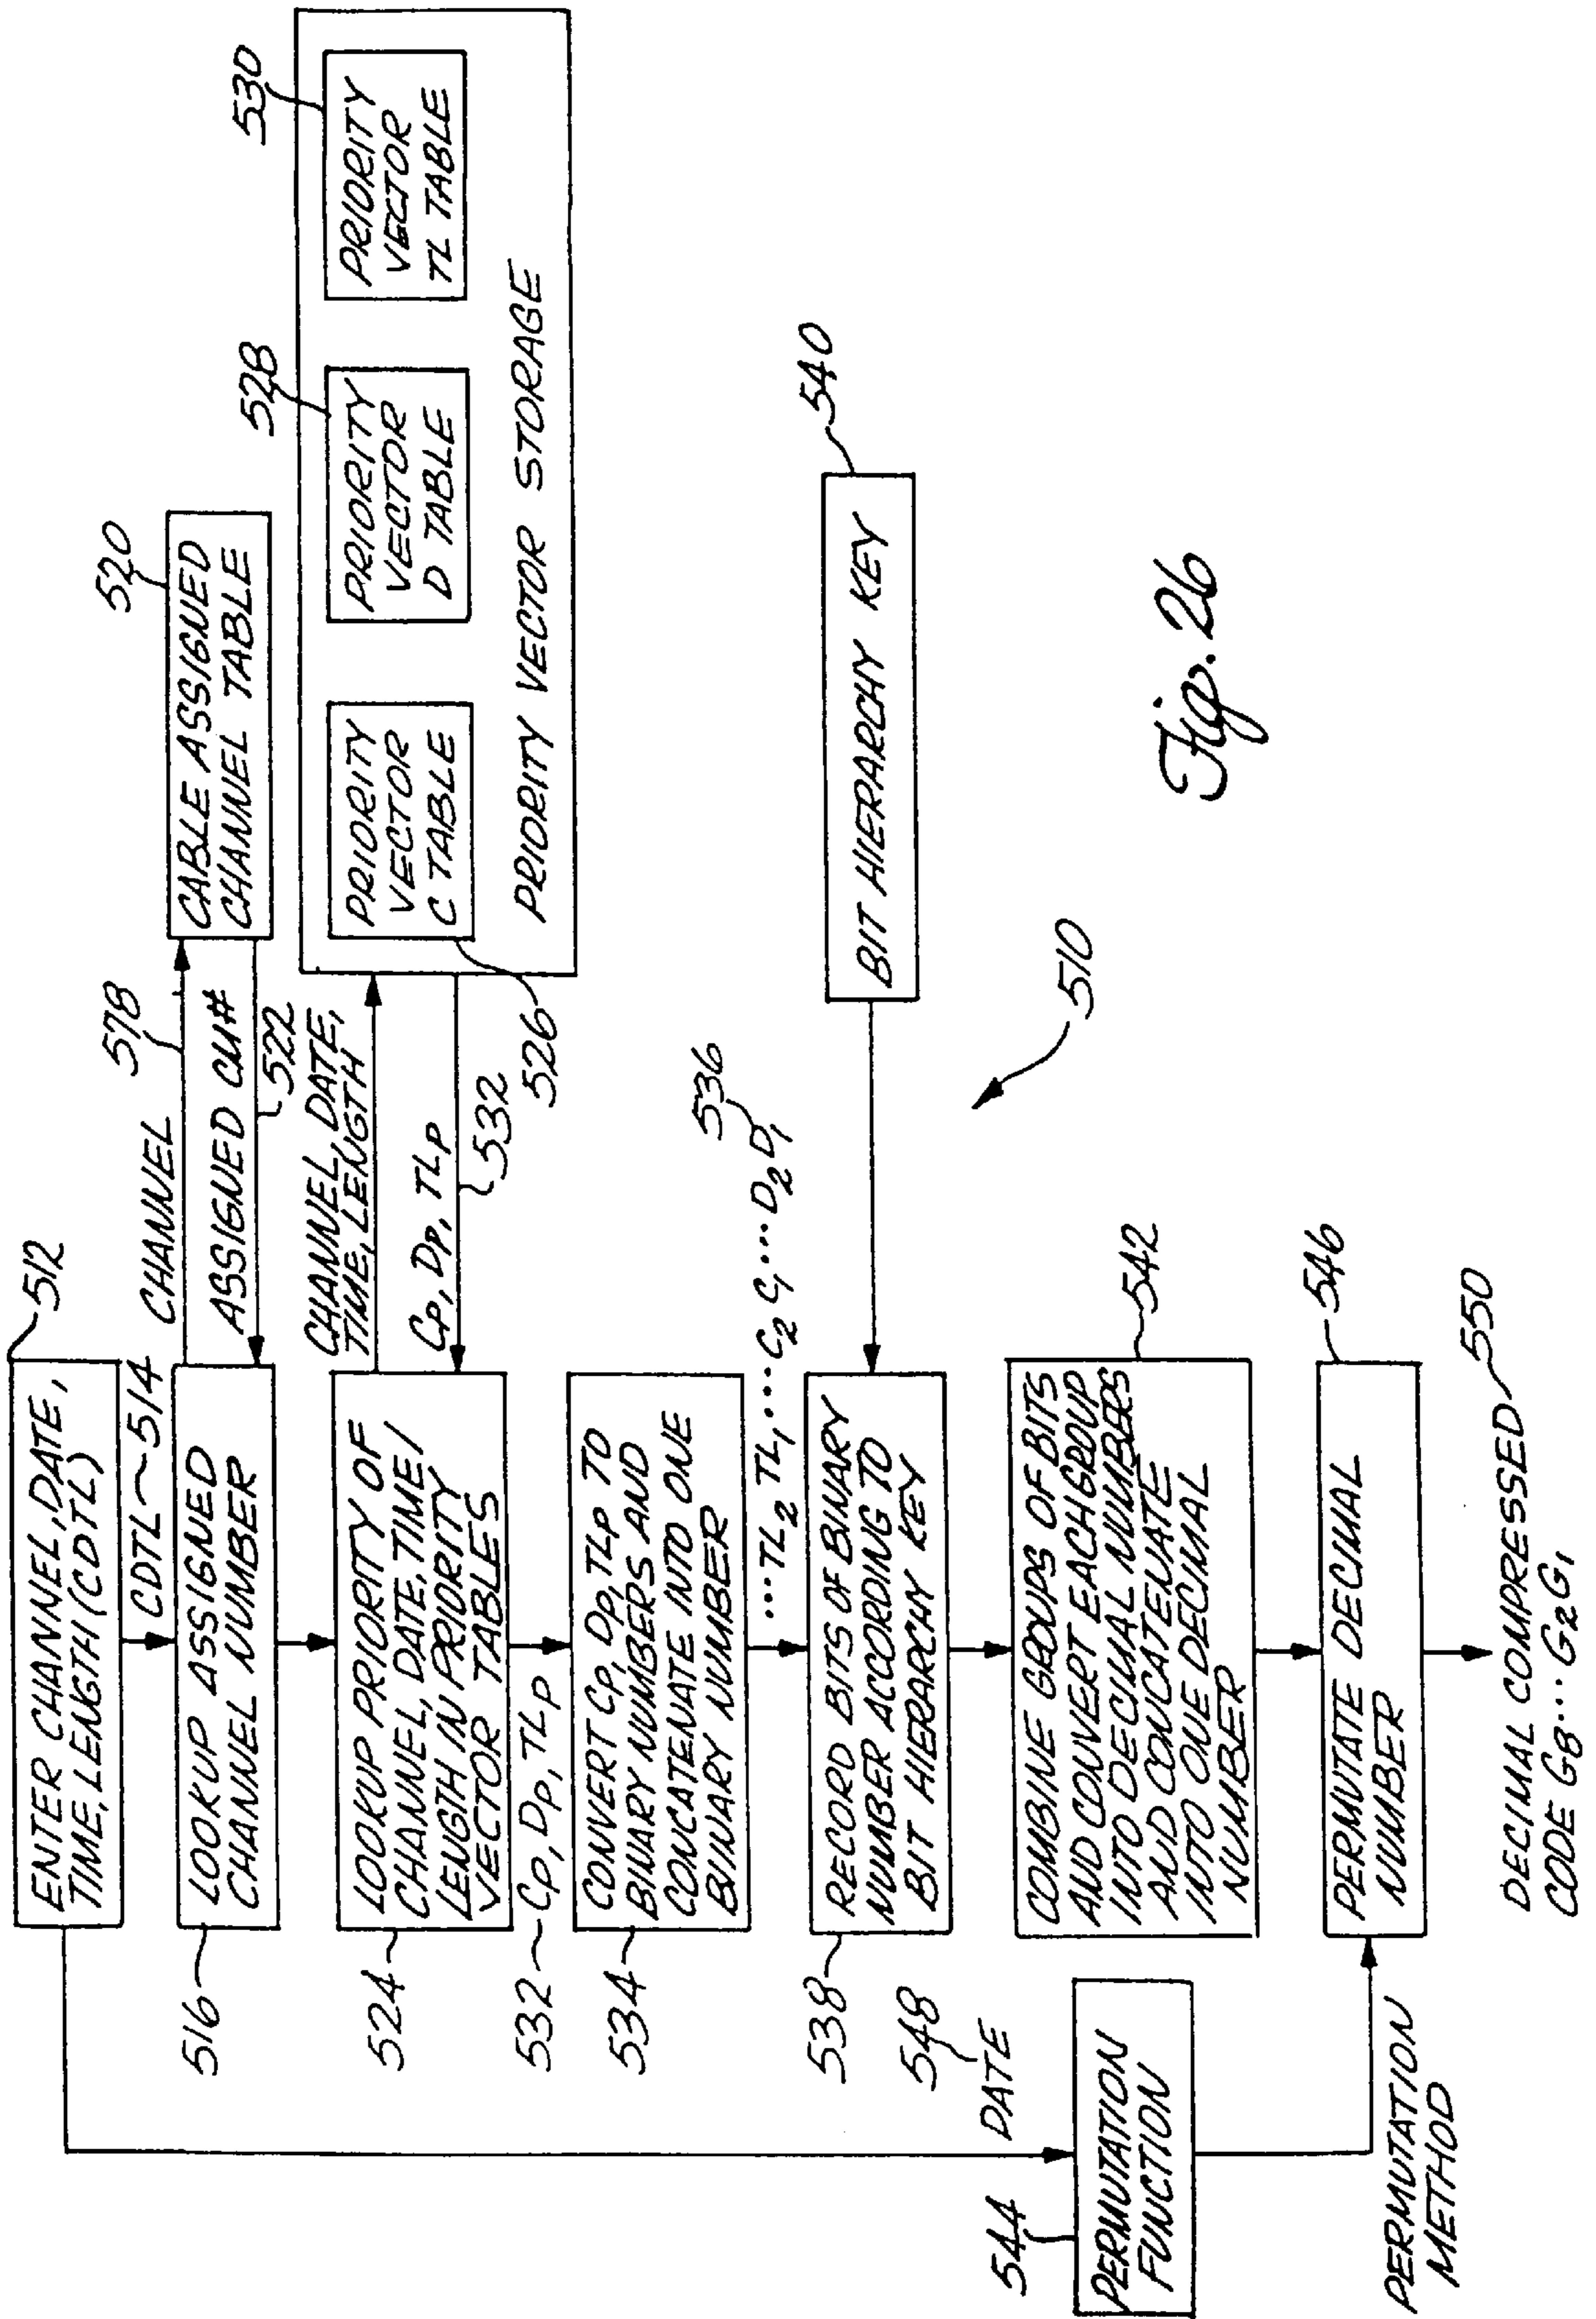 512
ENTER CHANNEL, DATE,
TIME, LENGTH (CDTL)
CDTL~514
516
LOOKUP ASSIGNED
CHANNEL NUMBER
CHANNEL
578
ASSIGNED CH#
522
520
CABLE ASSIGNED
CHANNEL TABLE
524
LOOKUP PRIORITY OF
CHANNEL, DATE, TIME/
LENGTH IN PRIORITY
VECTOR TABLES
CHANNEL, DATE,
TIME, LENGTH
CP, DP, TLP
532
526
PRIORITY
VECTOR
C TABLE
528
PRIORITY
VECTOR
D TABLE
530
PRIORITY
VECTOR
TL TABLE
PRIORITY VECTOR STORAGE
532~CP, DP, TLP
534
CONVERT CP, DP, TLP TO
BINARY NUMBERS AND
CONCATENATE INTO ONE
BINARY NUMBER
...TL2 TL1...C2 C1...D2 D1
536
538
RECORD BITS OF BINARY
NUMBER ACCORDING TO
BIT HIERARCHY KEY
540
BIT HIERARCHY KEY
510
542
COMBINE GROUPS OF BITS
AND CONVERT EACH GROUP
INTO DECIMAL NUMBERS
AND CONCATENATE
INTO ONE DECIMAL
NUMBER
548
DATE
544
PERMUTATION
FUNCTION
PERMUTATION
METHOD
546
PERMUTATE DECIMAL
NUMBER
DECIMAL COMPRESSED
CODE G8...G2G1
550
Fig. 26